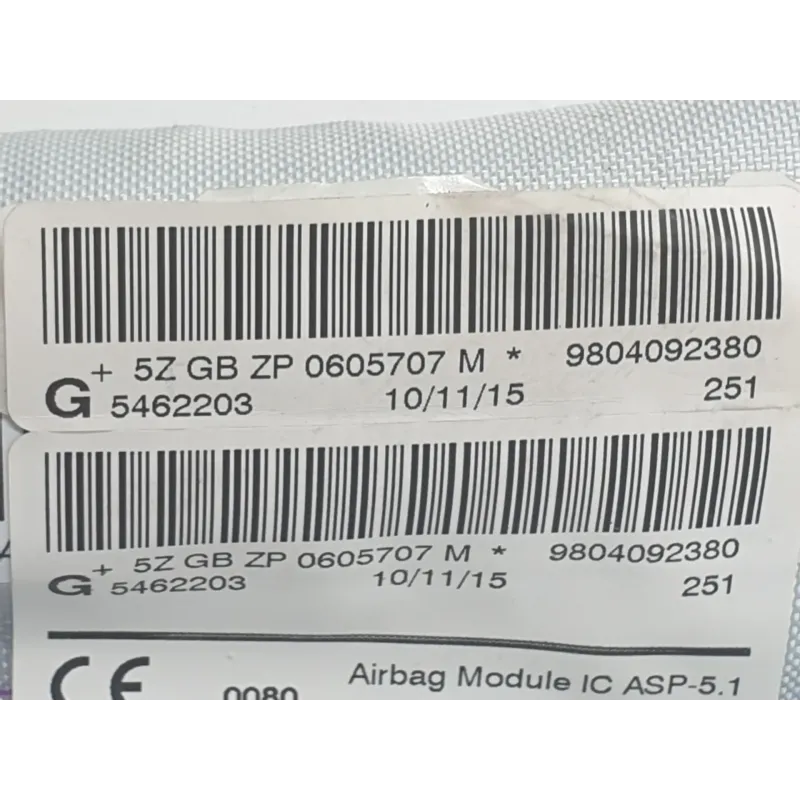 + 5Z GB ZP 0605707 M * 9804092380
G 5462203 10/11/15 251
+ 5Z GB ZP 0605707 M * 9804092380
G 5462203 10/11/15 251
CE 0080 Airbag Module IC ASP-5.1